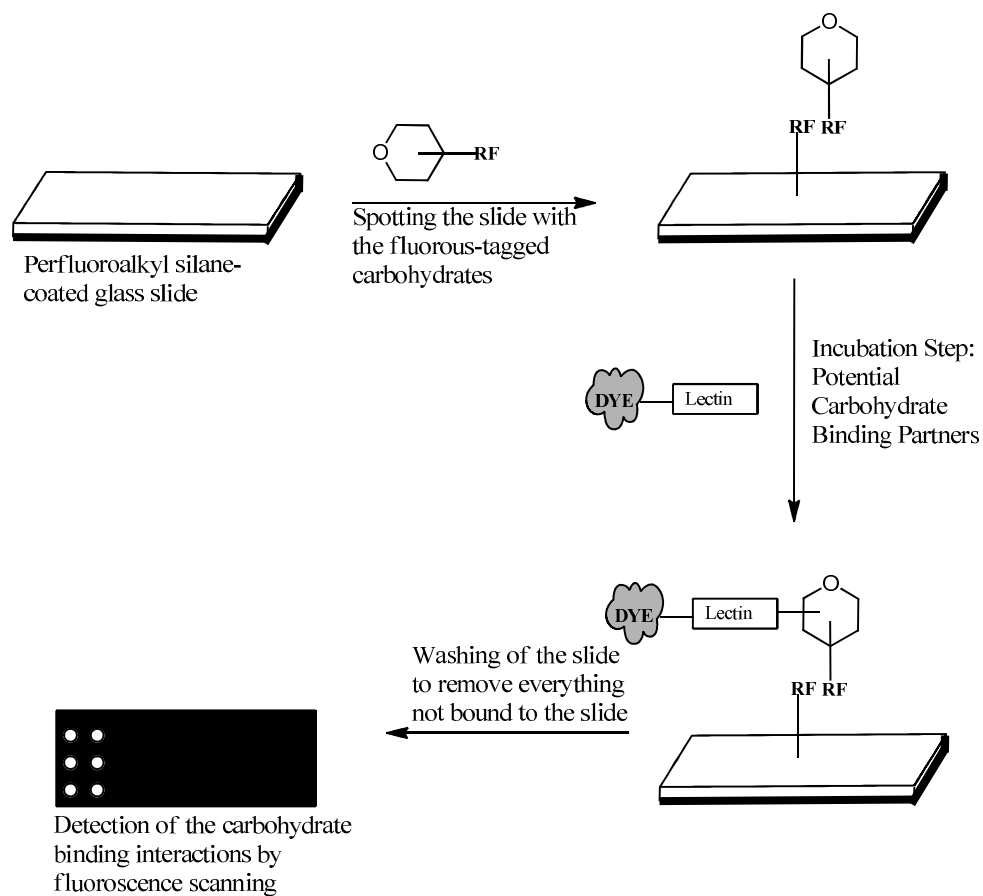 O
RF
RF RF
O
RF
Spotting the slide with
the fluorous-tagged
carbohydrates
Perfluoroalkyl silane-
coated glass slide
Incubation Step:
Potential
Carbohydrate
Binding Partners
DYE
Lectin
O
DYE
Lectin
RF RF
Washing of the slide
to remove everything
not bound to the slide
Detection of the carbohydrate
binding interactions by
fluoroscence scanning